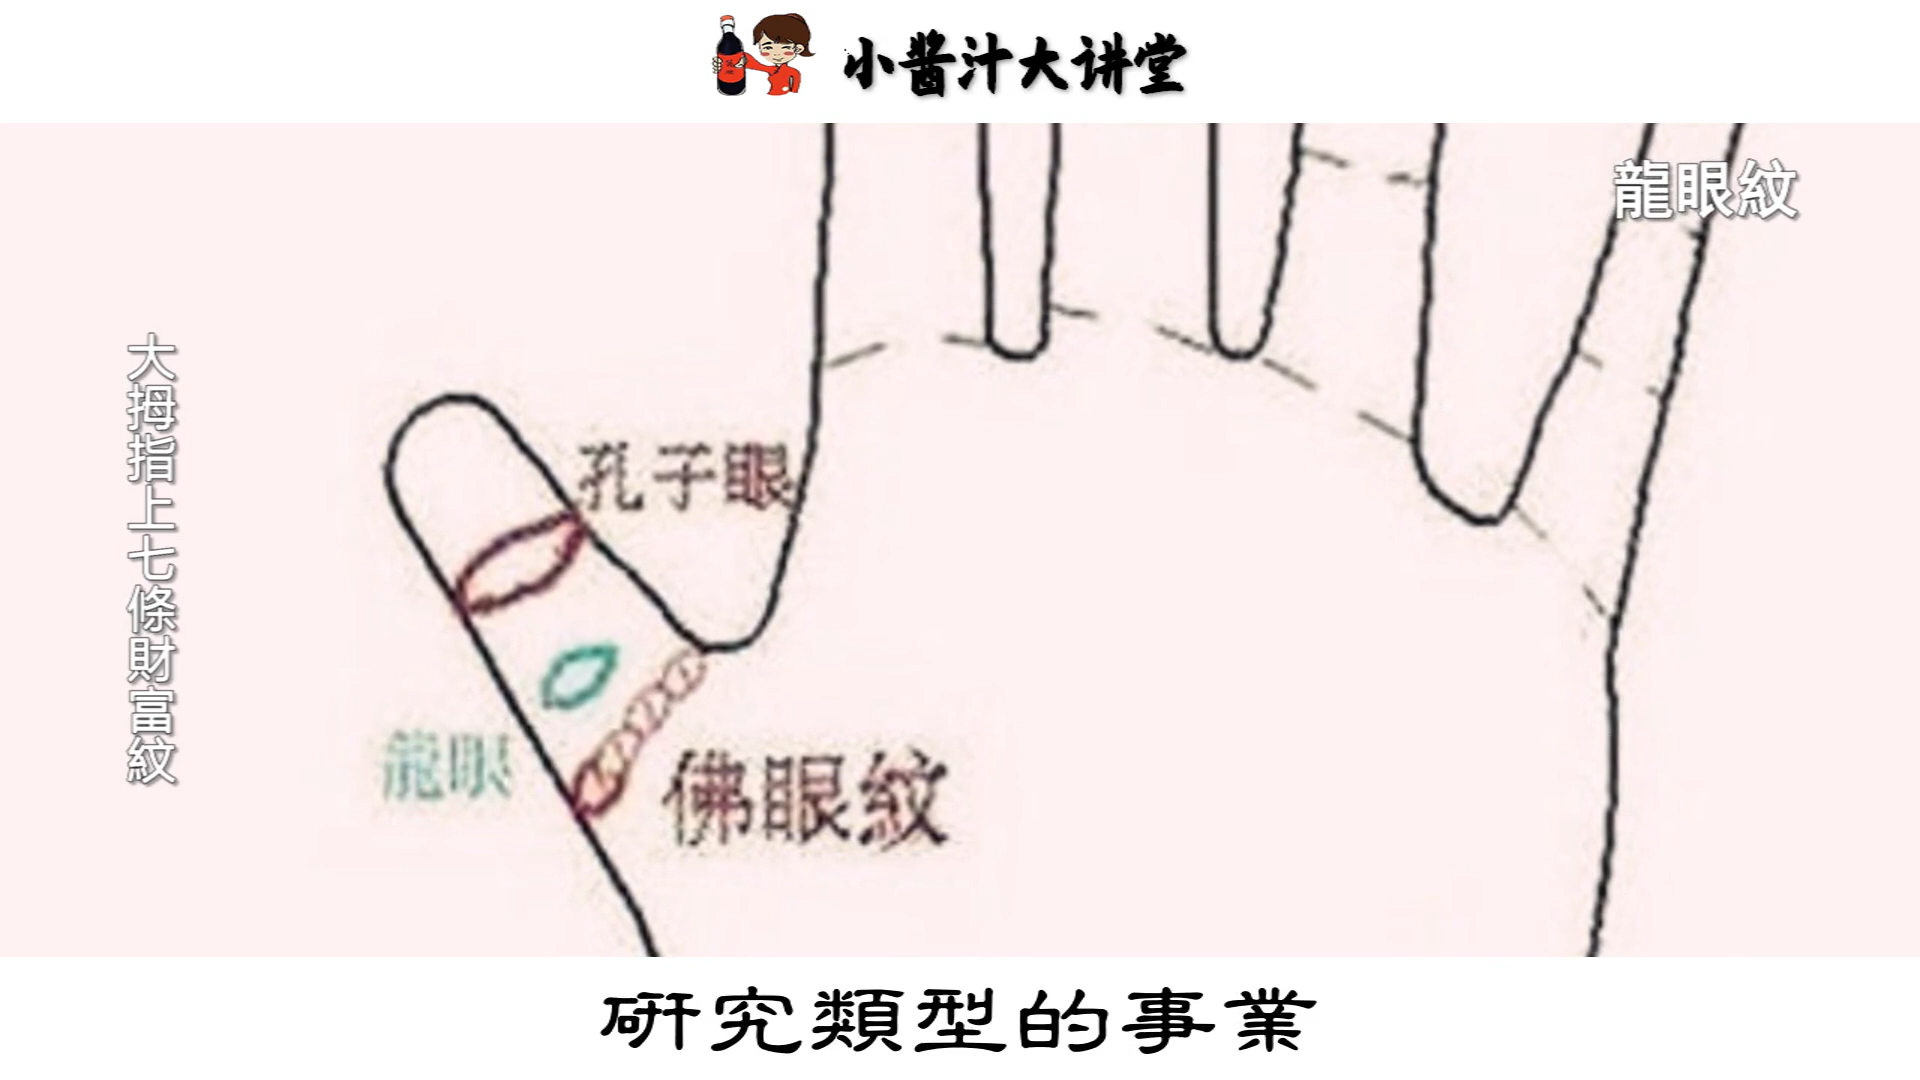 小酱汁大讲堂
龍眼紋
大拇指上七條財富紋
孔子眼
龍眼
佛眼紋
研究類型的事業